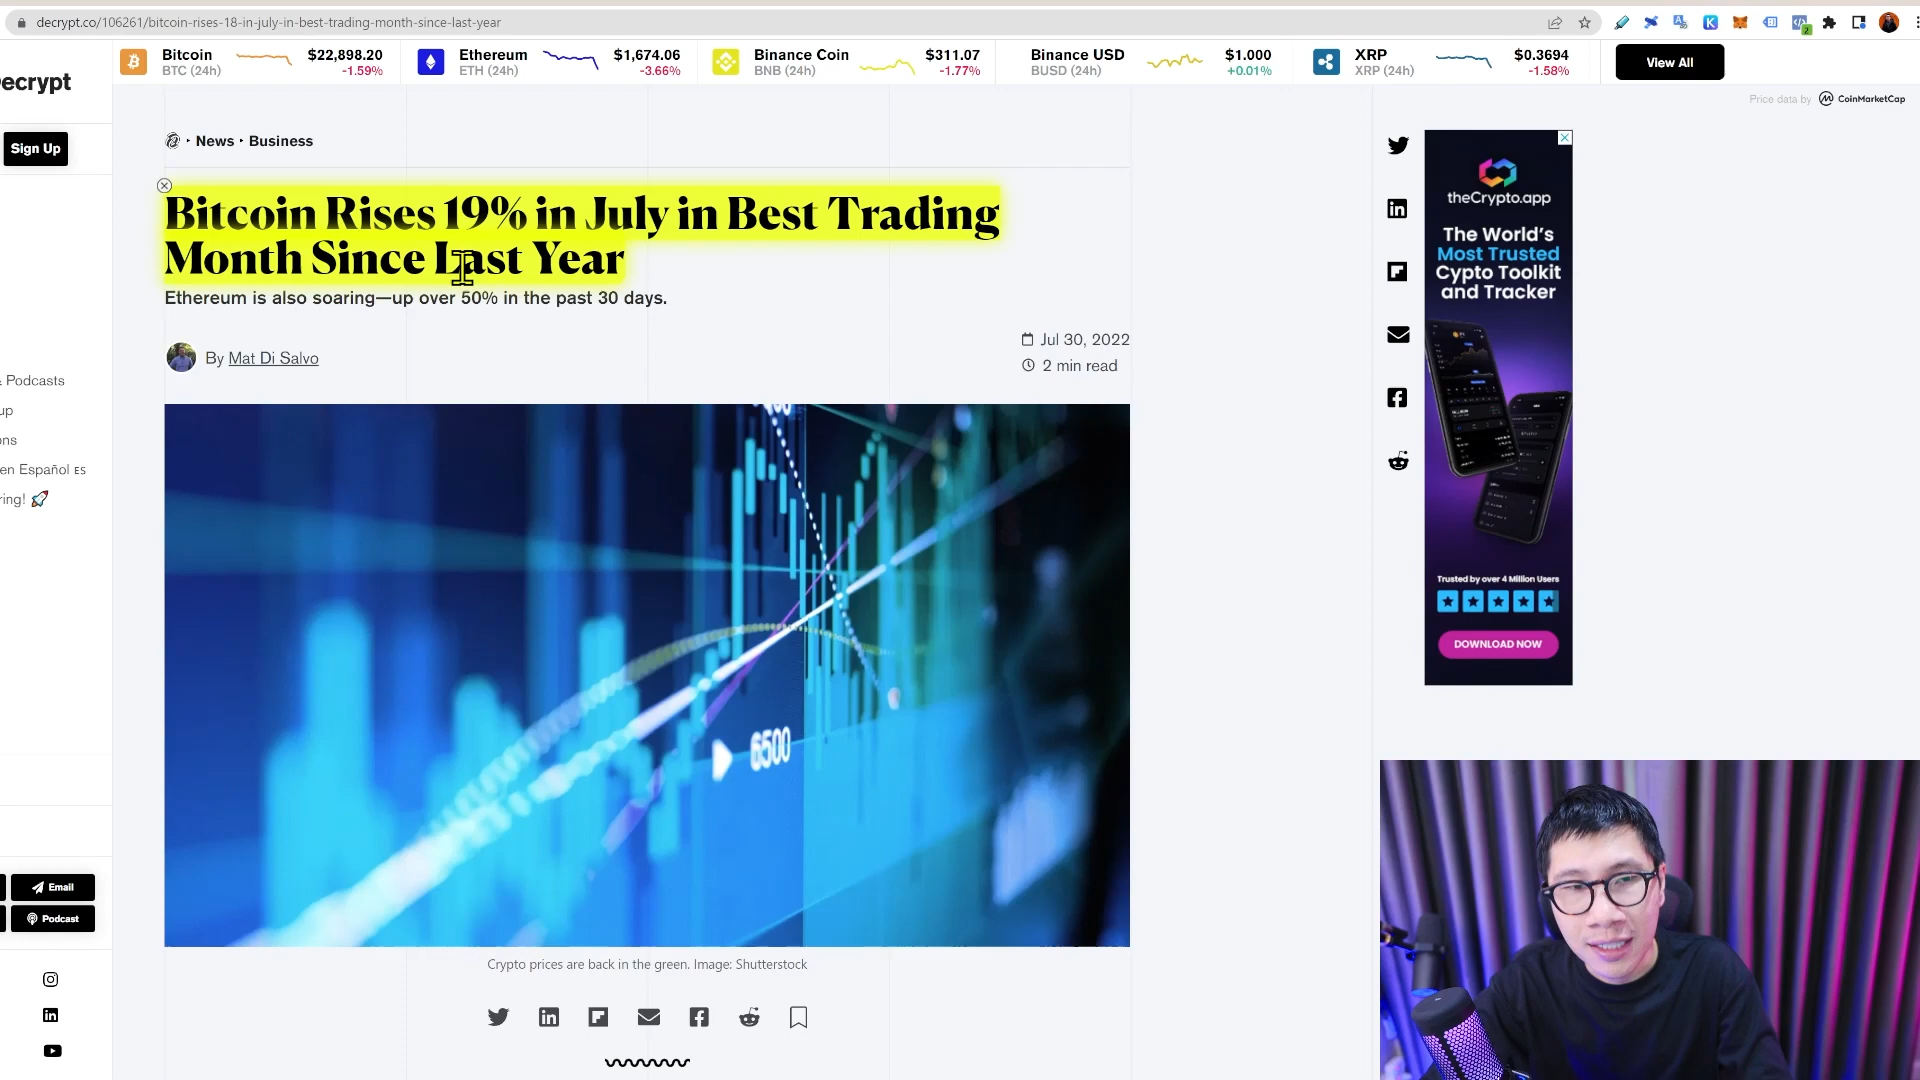 decrypt.co/106261/bitcoin-rises-18-in-july-in-best-trading-month-since-last-year
Bitcoin
BTC (24h)
$22,898.20
-1.59%
Ethereum
ETH (24h)
$1,674.06
-3.66%
Binance Coin
BNB (24h)
$311.07
-1.77%
Binance USD
BUSD (24h)
$1.000
+0.01%
XRP
XRP (24h)
$0.3694
-1.58%
View All
ecrypt
Price data by CoinMarketCap
Sign Up
News · Business
Bitcoin Rises 19% in July in Best Trading
Month Since Last Year
Ethereum is also soaring—up over 50% in the past 30 days.
By Mat Di Salvo
Jul 30, 2022
2 min read
& Podcasts
up
ons
en Español ES
ring!
6500
Crypto prices are back in the green. Image: Shutterstock
Email
Podcast
theCrypto.app
The World's
Most Trusted
Cypto Toolkit
and Tracker
Trusted by over 4 Million Users
DOWNLOAD NOW